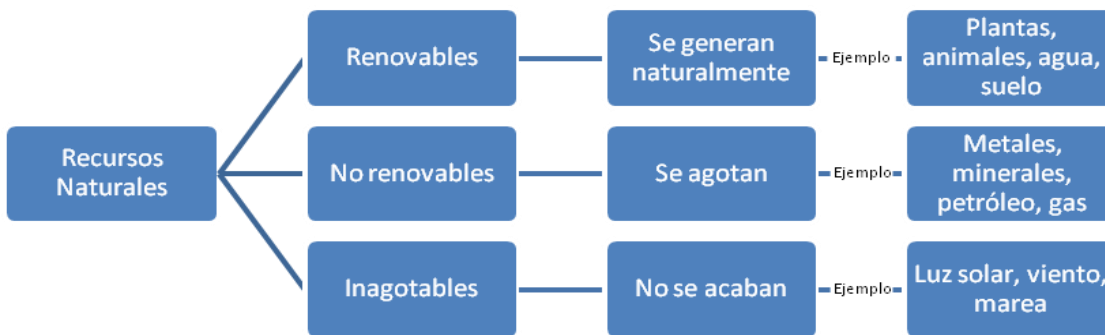 Renovables
Se generan
naturalmente
Ejemplo
Plantas,
animales, agua,
suelo
Recursos
Naturales
No renovables
Se agotan
Ejemplo
Metales,
minerales,
petróleo, gas
Inagotables
No se acaban
Ejemplo
Luz solar, viento,
marea